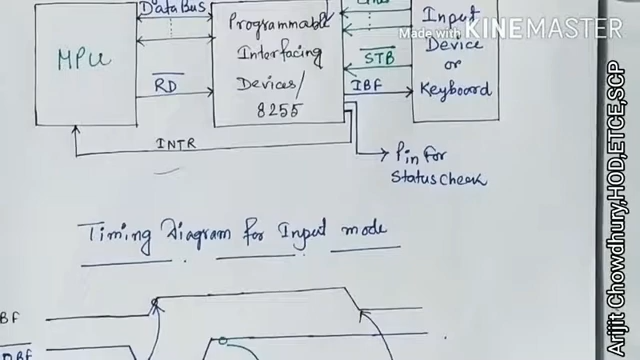 Data Bus
Made with KINEMASTER
MPU
Programmable
Interfacing
Devices/
8255
Input
Device
or
Keyboard
STB
RD
IBF
INTR
Pin for
Status Check
Timing Diagram for Input mode
BF
Arijit Chowdhury,HOD,ETCE,SCP